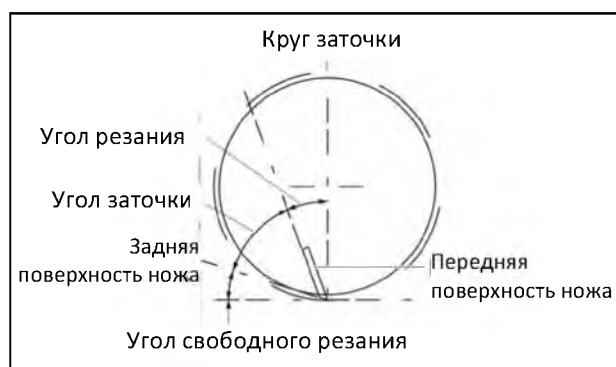 Круг заточки
Угол резания
Угол заточки
Задняя
поверхность ножа
Передняя
поверхность ножа
Угол свободного резания